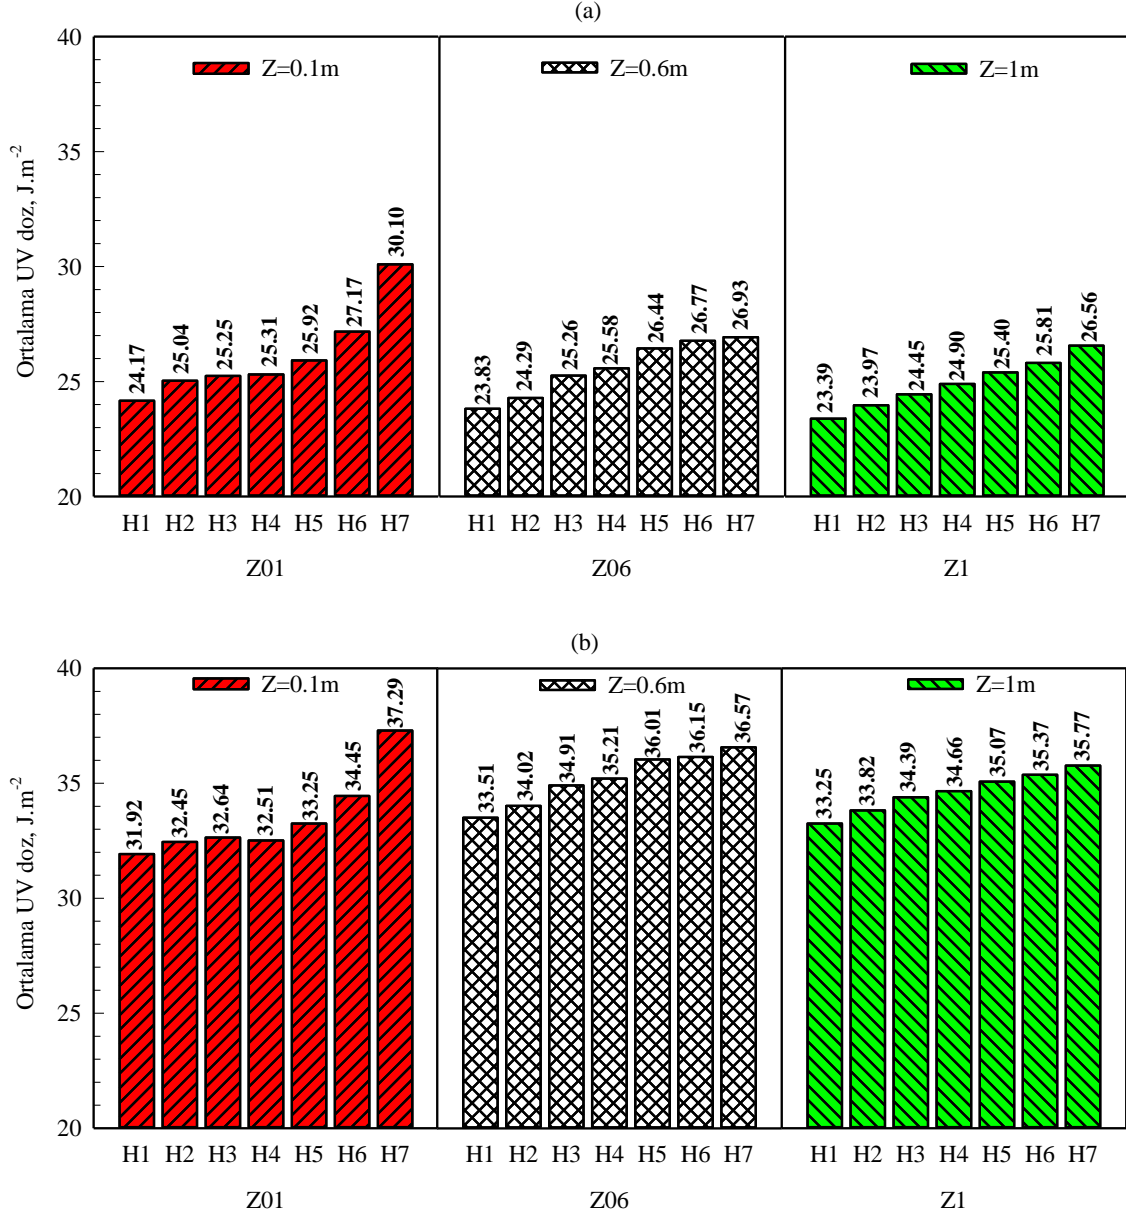 (a)
Ortalama UV doz, J.m⁻²
40
35
30
25
20
Z=0.1m
Z=0.6m
Z=1m
24.17
25.04
25.25
25.31
25.92
27.17
30.10
23.83
24.29
25.26
25.58
26.44
26.77
26.93
23.39
23.97
24.45
24.90
25.40
25.81
26.56
H1 H2 H3 H4 H5 H6 H7
H1 H2 H3 H4 H5 H6 H7
H1 H2 H3 H4 H5 H6 H7
Z01
Z06
Z1
(b)
Ortalama UV doz, J.m⁻²
40
35
30
25
20
Z=0.1m
Z=0.6m
Z=1m
31.92
32.45
32.64
32.51
33.25
34.45
37.29
33.51
34.02
34.91
35.21
36.01
36.15
36.57
33.25
33.82
34.39
34.66
35.07
35.37
35.77
H1 H2 H3 H4 H5 H6 H7
H1 H2 H3 H4 H5 H6 H7
H1 H2 H3 H4 H5 H6 H7
Z01
Z06
Z1